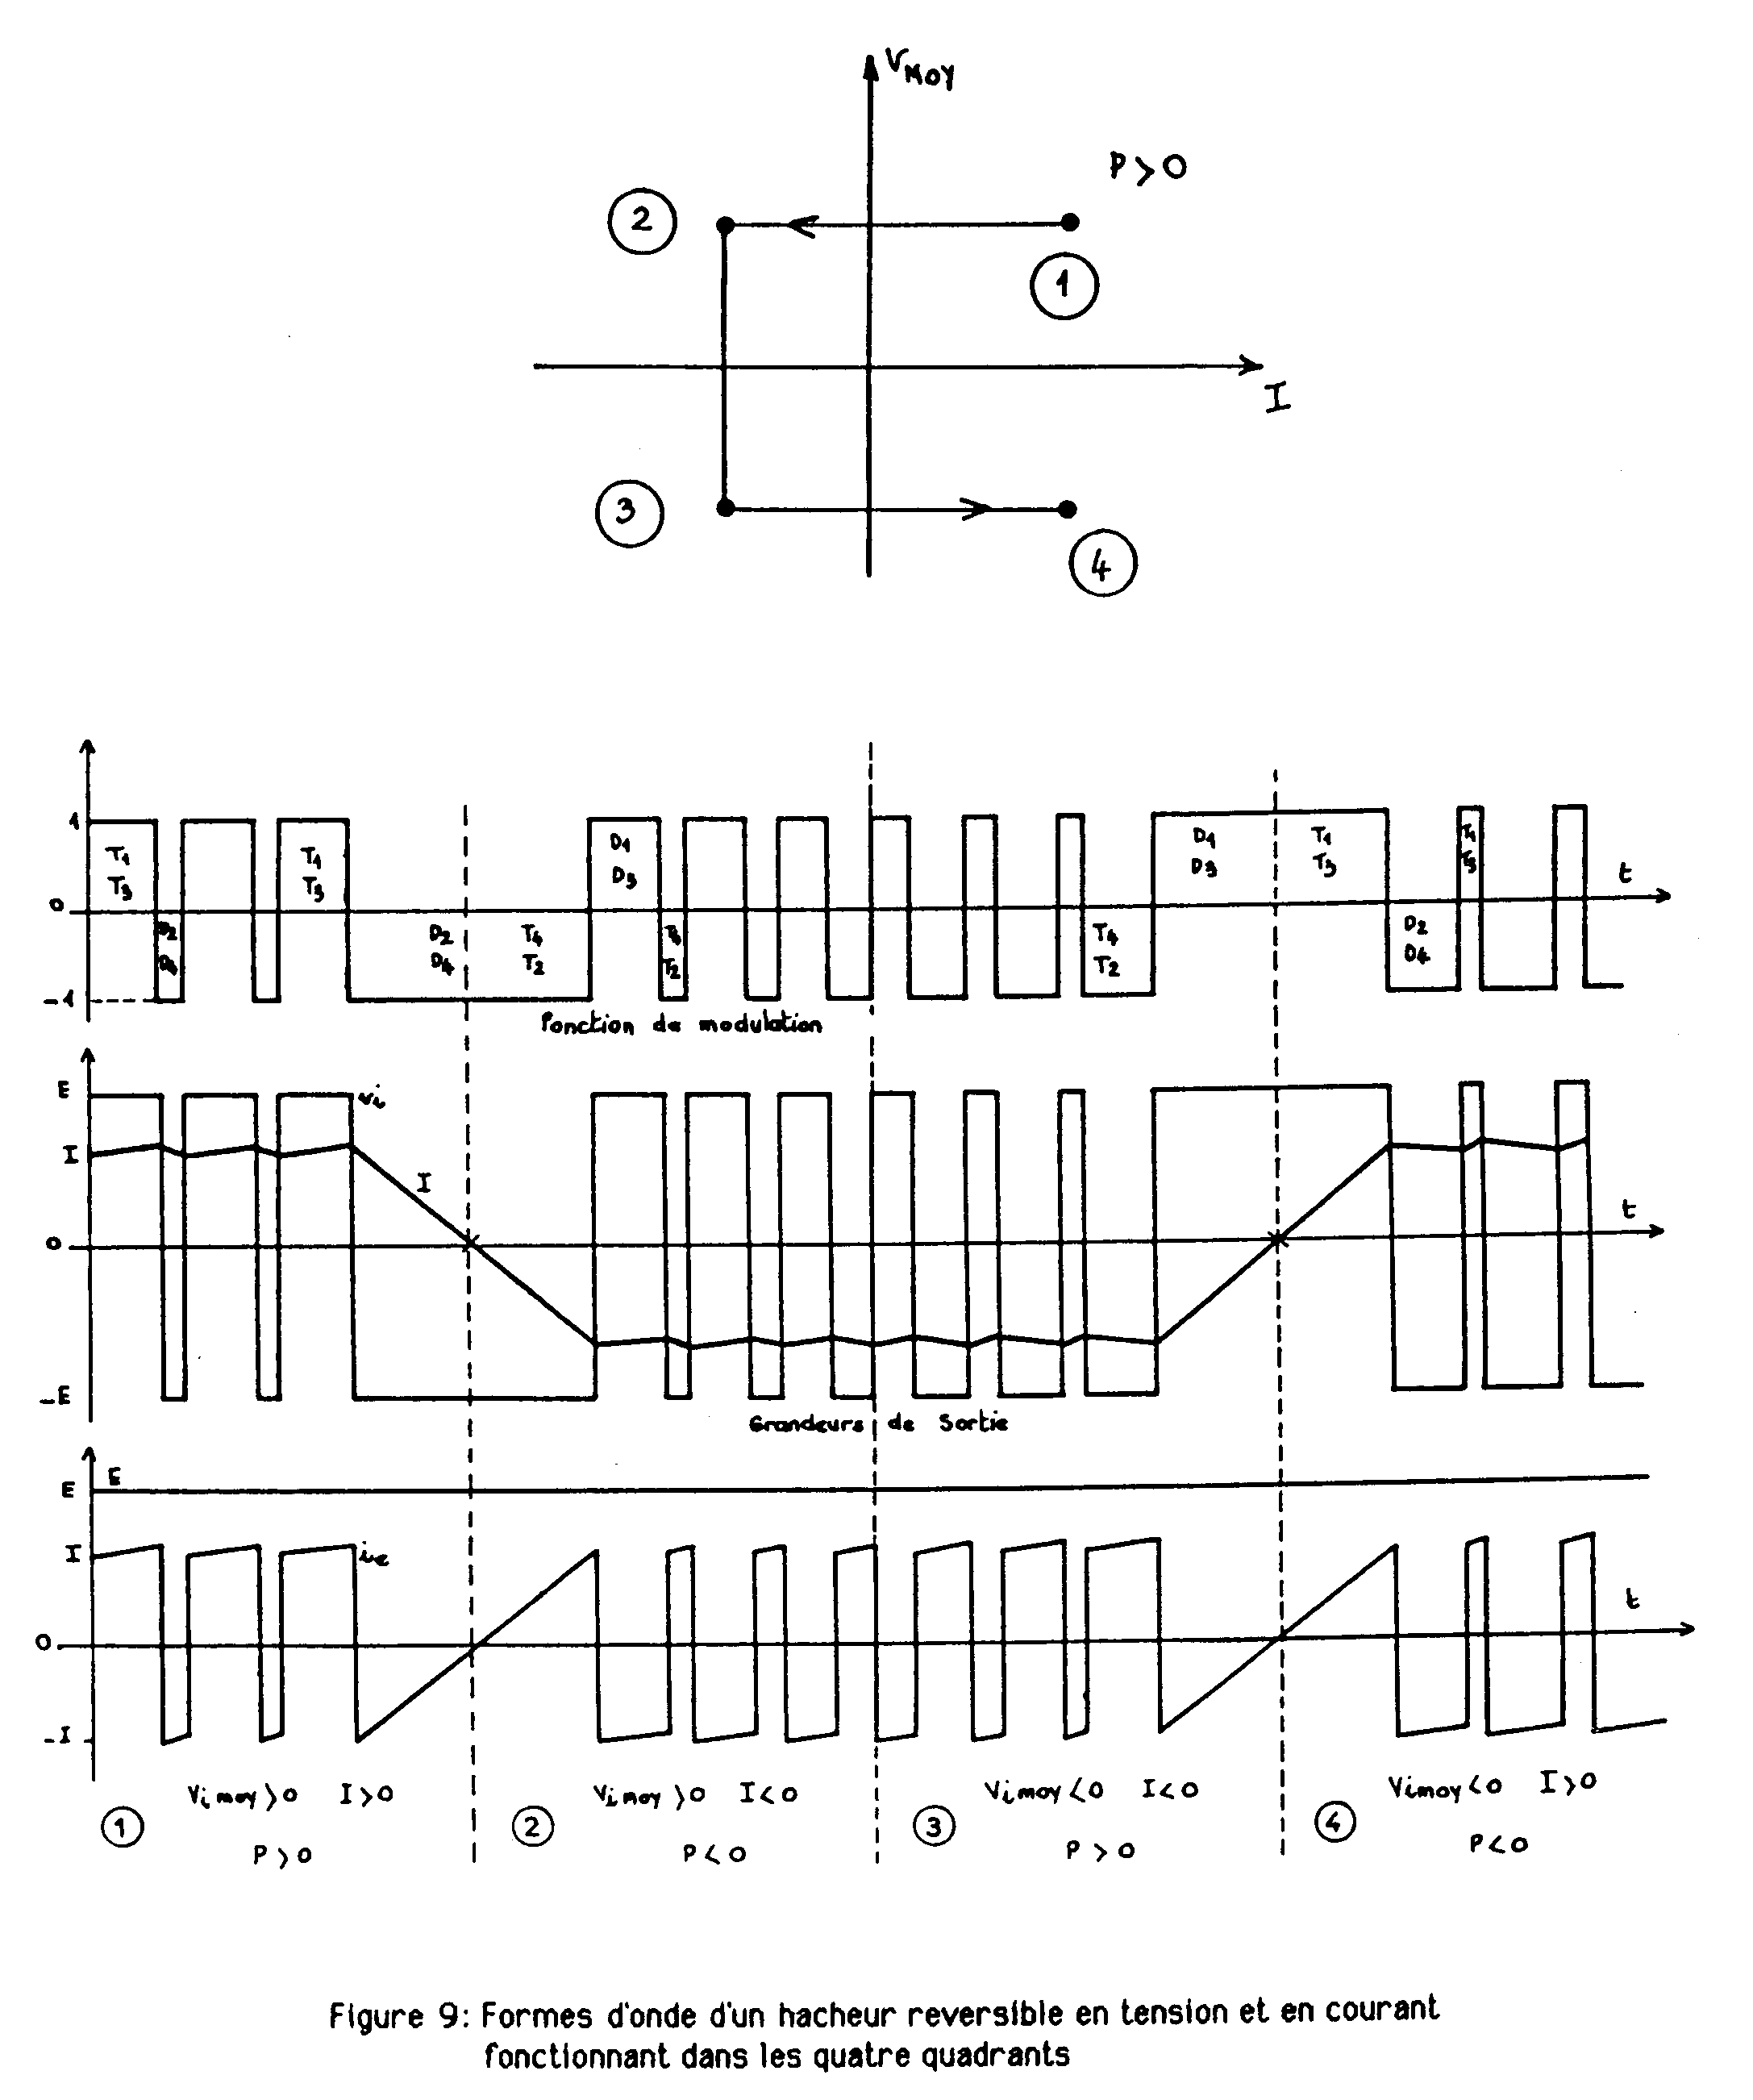 V_MOY
P > 0
2
1
I
3
4
1
T1 T1 D1 D1 T1 T1
T3 T3 D3 D3 T3 T3
t
0
D2 D2 T4 T4 T4 D2
D4 D4 T2 T2 T2 D4
-1
Fonction de modulation
E
vi
I
I
t
0
-E
Grandeurs de Sortie
E
E
I
ie
t
0
-I
Vi moy > 0 I > 0 Vi moy > 0 I < 0 Vi moy < 0 I < 0 Vi moy < 0 I > 0
1 2 3 4
P > 0 P < 0 P > 0 P < 0
Figure 9: Formes d'onde d'un hacheur reversible en tension et en courant
fonctionnant dans les quatre quadrants